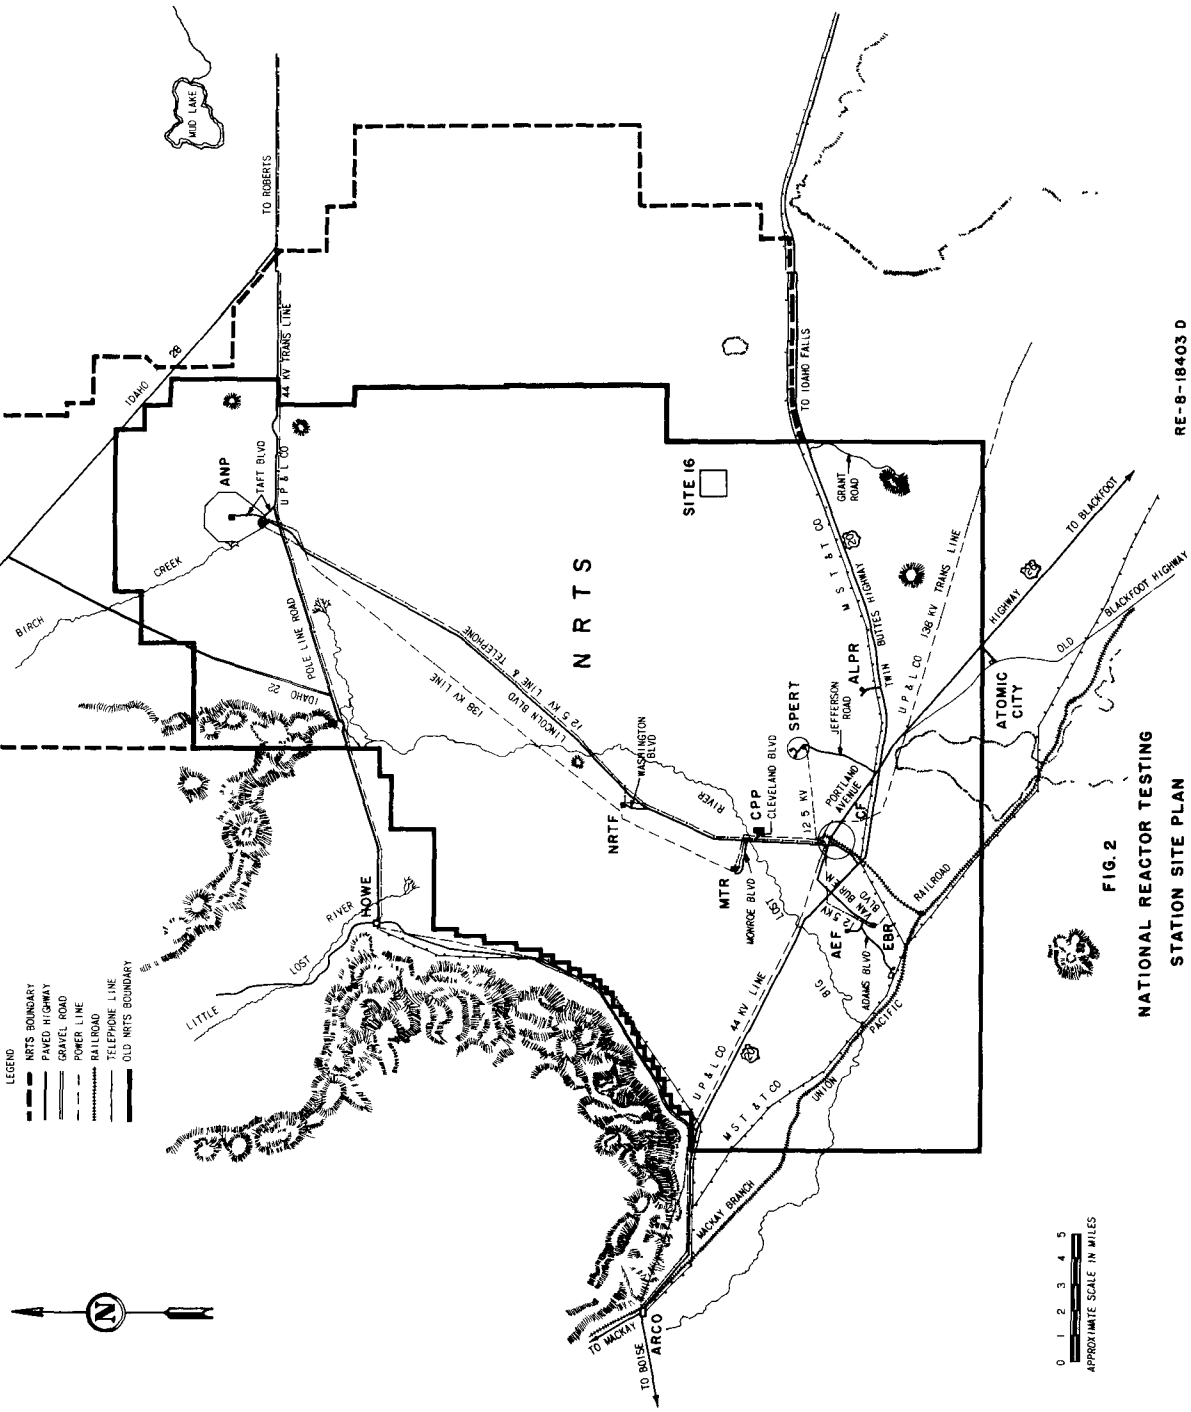 LEGEND
NRTS BOUNDARY
PAVED HIGHWAY
GRAVEL ROAD
POWER LINE
RAILROAD
TELEPHONE LINE
OLD NRTS BOUNDARY
N
MUD LAKE
TO ROBERTS
IDAHO
28
44 KV TRANS LINE
U P & L CO
ANP
TAFT BLVD
BIRCH
CREEK
POLE LINE ROAD
IDAHO 22
LITTLE
LOST
RIVER
HOWE
138 KV LINE
LINCOLN BLVD
12.5 KV LINE & TELEPHONE
N R T S
SITE 16
TO IDAHO FALLS
GRANT
ROAD
M S T & T CO
20
TWIN
BUTTES HIGHWAY
ALPR
SPERT
JEFFERSON
ROAD
NRTF
WASHINGTON
BLVD
RIVER
CPP
CLEVELAND BLVD
MTR
MONROE BLVD
LOST
BIG
12.5 KV
PORTLAND
AVENUE
CF
VAN BUREN
BLVD
12.5KV
AEF
EBR
ADAMS BLVD
U P & L CO
138 KV TRANS LINE
HIGHWAY
26
TO BLACKFOOT
OLD
BLACKFOOT HIGHWAY
ATOMIC
CITY
U P & L CO
44 KV LINE
20
M S T & T CO
UNION
PACIFIC
RAILROAD
MACKAY BRANCH
TO MACKAY
ARCO
TO BOISE
0 1 2 3 4 5
APPROXIMATE SCALE IN MILES
FIG. 2
NATIONAL REACTOR TESTING
STATION SITE PLAN
RE-8-18403 D